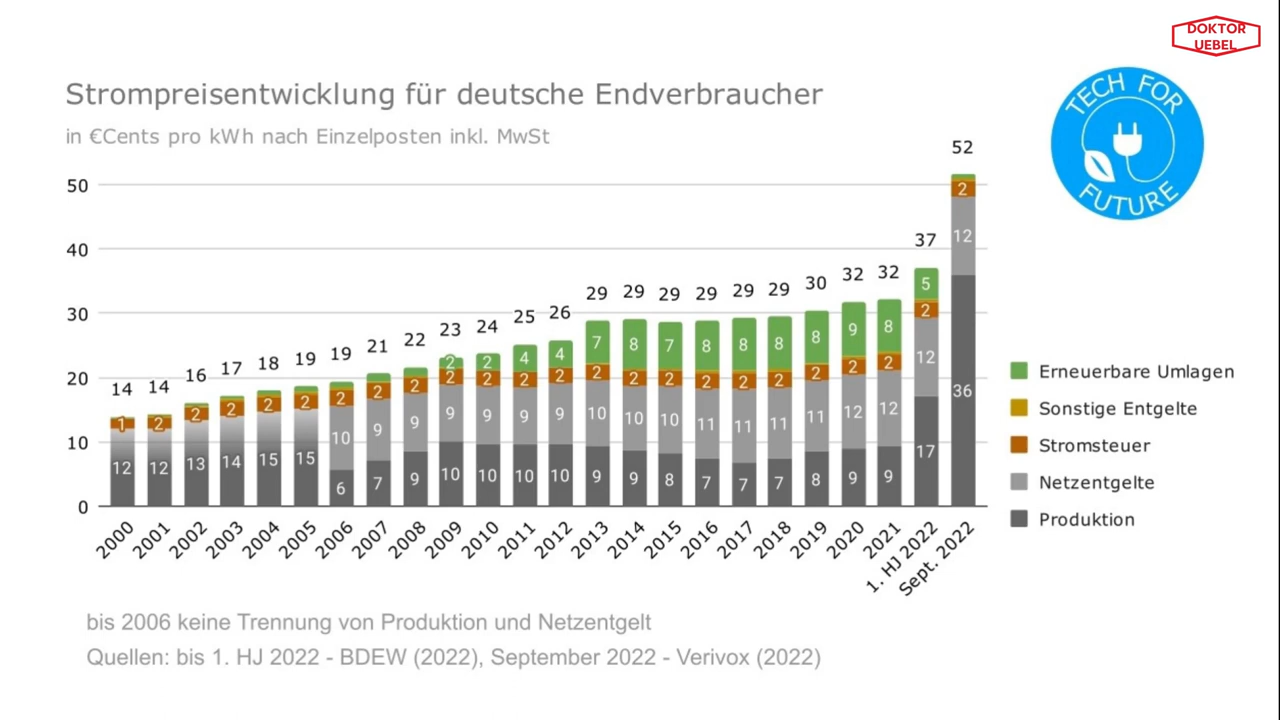 DOKTOR
UEBEL
TECH FOR
FUTURE
Strompreisentwicklung für deutsche Endverbraucher
in €Cents pro kWh nach Einzelposten inkl. MwSt
50
40
30
20
10
0
14 14 16 17 18 19 19 21 22 23 24 25 26 29 29 29 29 29 29 30 32 32 37 52
2 2 4 4 7 8 7 8 8 8 8 9 8 5
1 2 2 2 2 2 2 2 2 2 2 2 2 2 2 2 2 2 2 2 2 2 2 2
10 9 9 9 9 9 9 10 10 10 11 11 11 11 12 12 12 12
12 12 13 14 15 15 6 7 9 10 10 10 10 9 9 8 7 7 7 8 9 9 17 36
2000 2001 2002 2003 2004 2005 2006 2007 2008 2009 2010 2011 2012 2013 2014 2015 2016 2017 2018 2019 2020 2021 1. HJ 2022 Sept. 2022
Erneuerbare Umlagen
Sonstige Entgelte
Stromsteuer
Netzentgelte
Produktion
bis 2006 keine Trennung von Produktion und Netzentgelt
Quellen: bis 1. HJ 2022 - BDEW (2022), September 2022 - Verivox (2022)